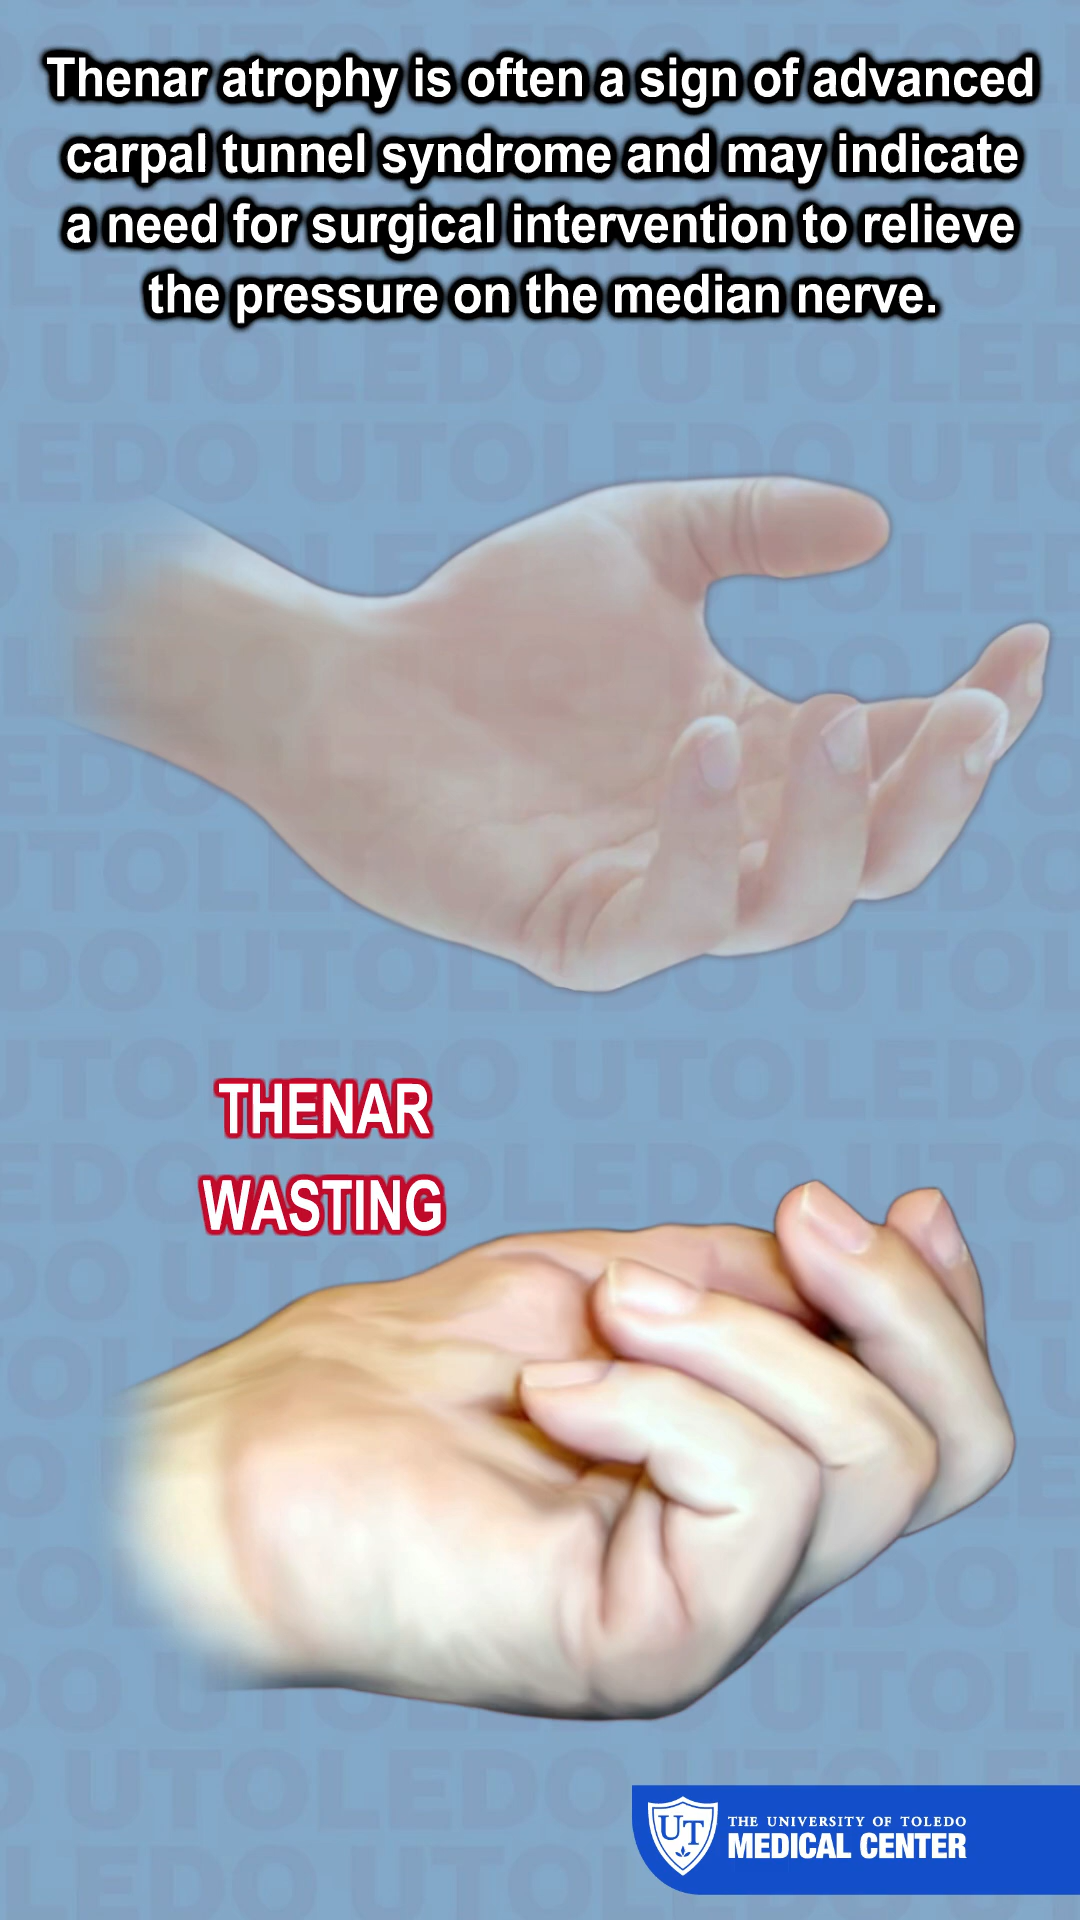 Thenar atrophy is often a sign of advanced
carpal tunnel syndrome and may indicate
a need for surgical intervention to relieve
the pressure on the median nerve.
THENAR
WASTING
UT
THE UNIVERSITY OF TOLEDO
MEDICAL CENTER